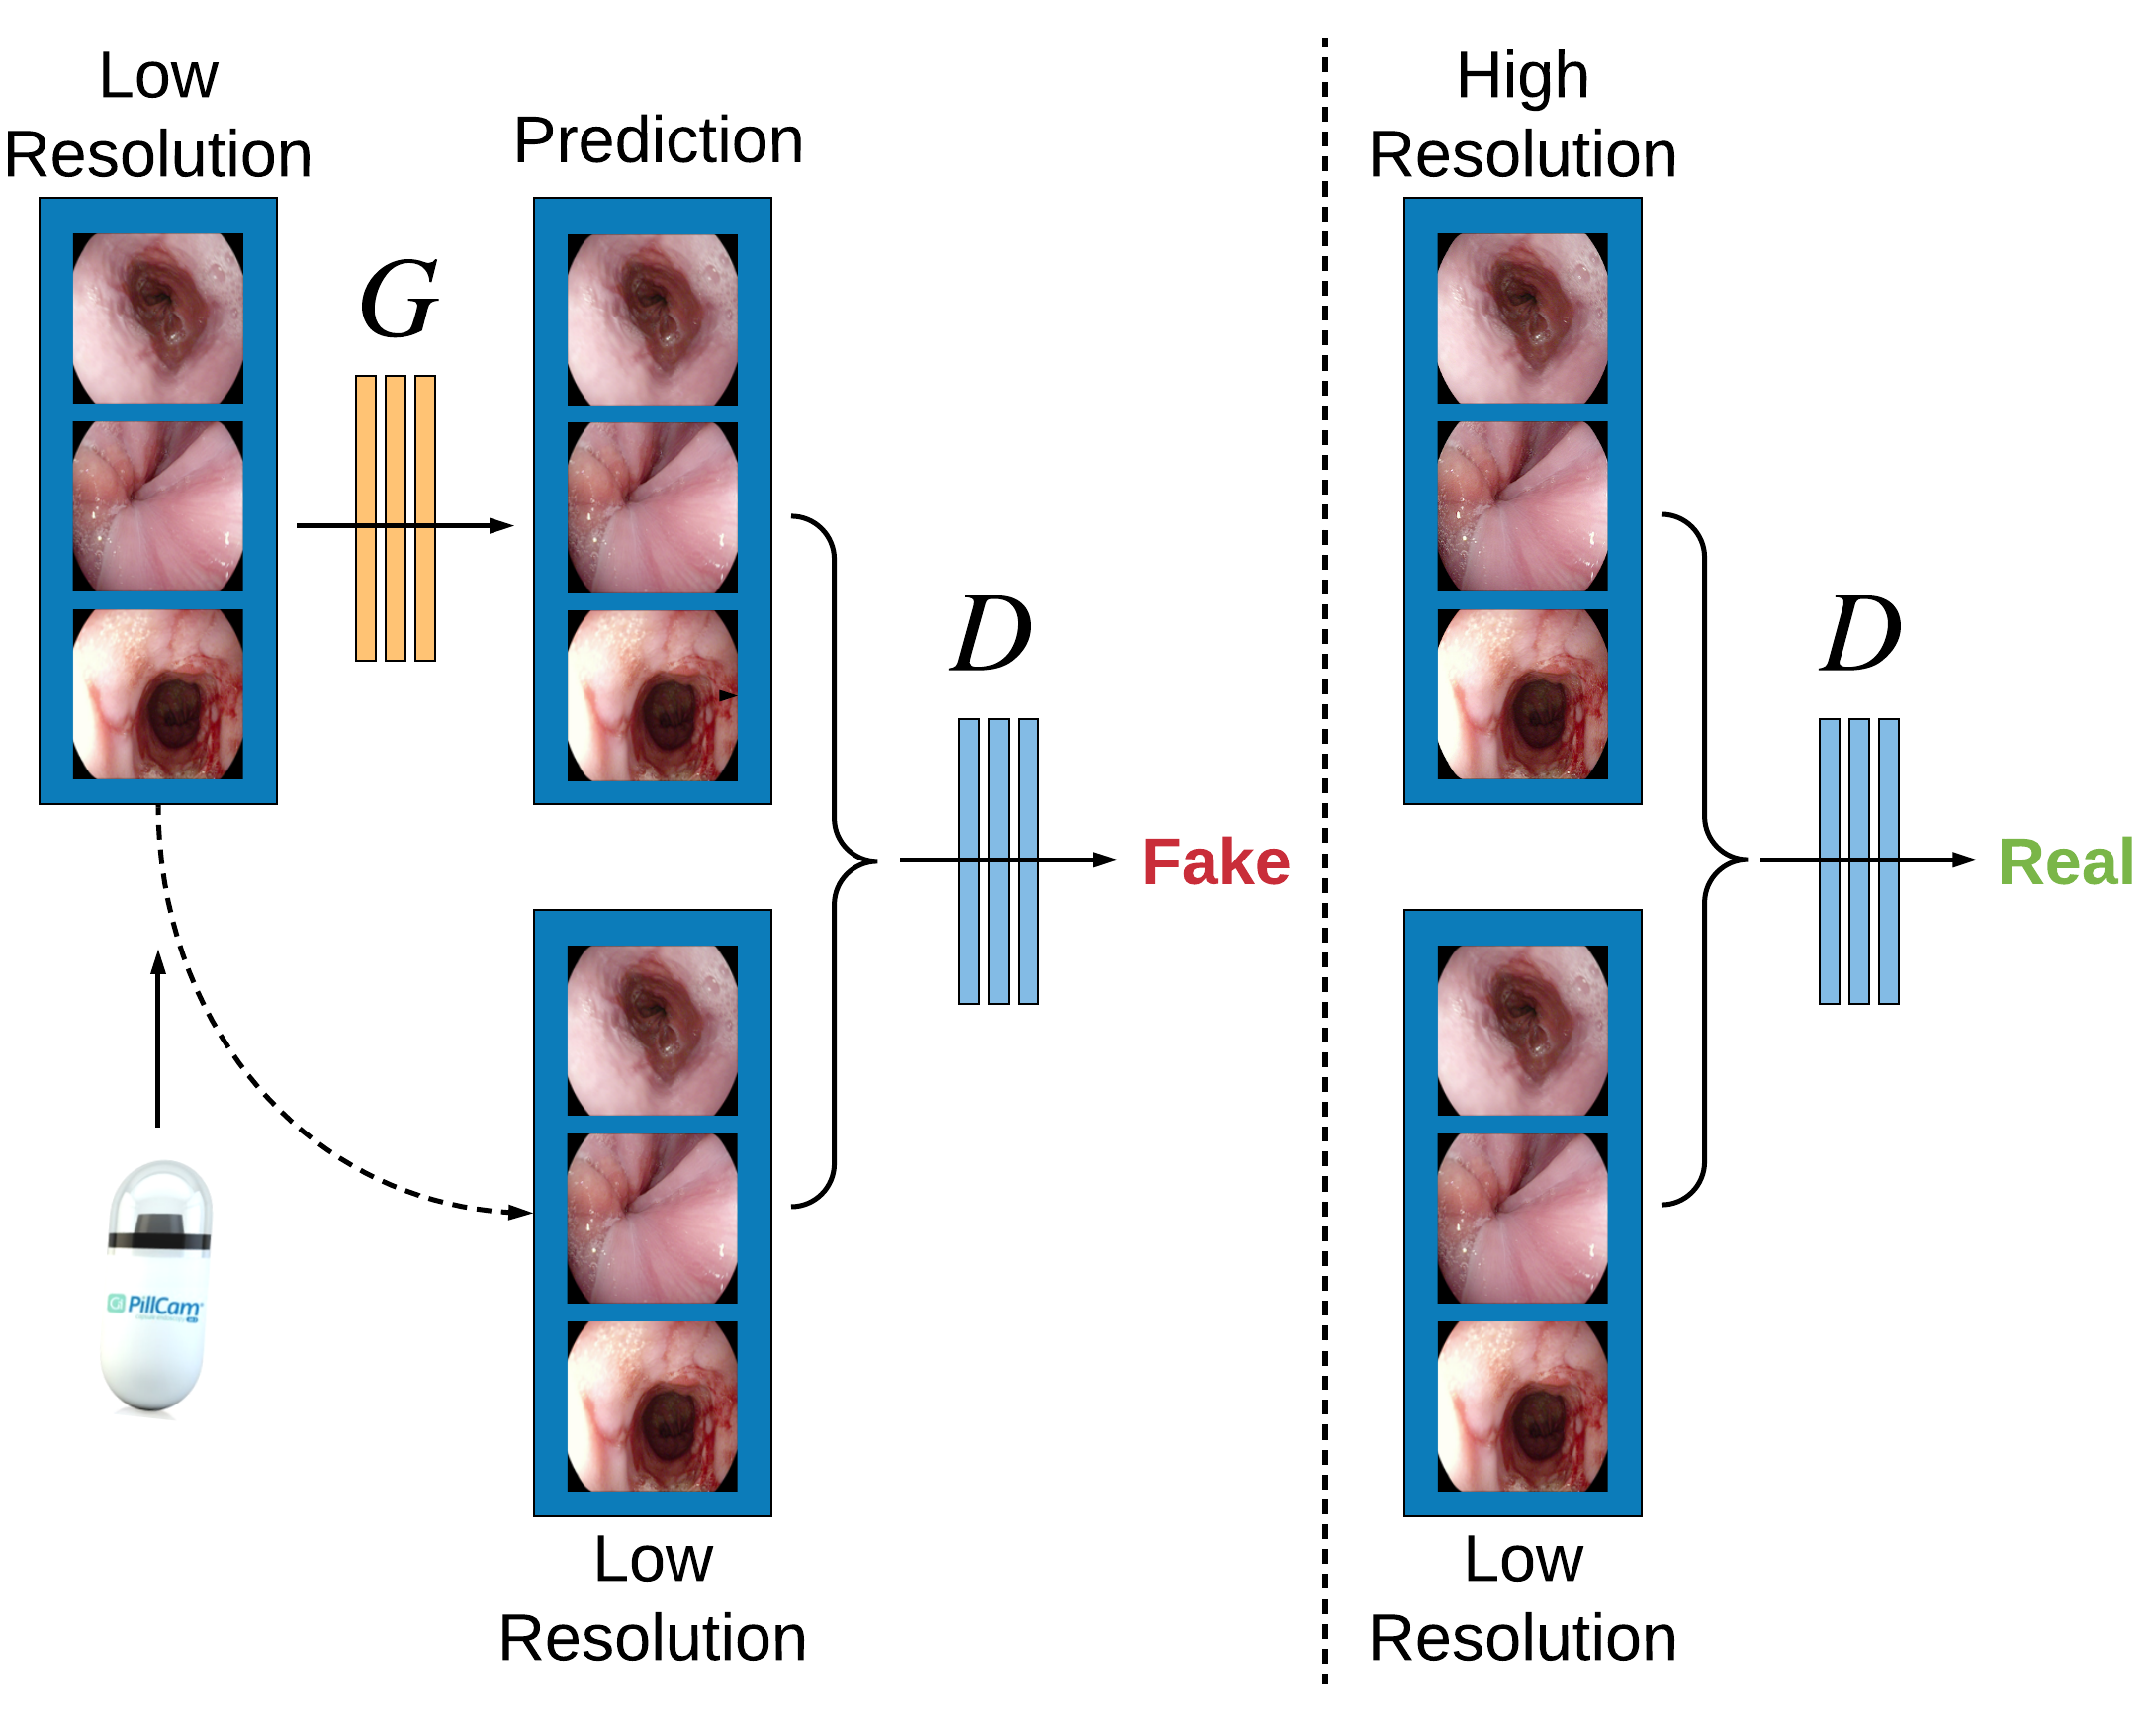 Low
Resolution
Prediction
G
D
Fake
PillCam
Low
Resolution
High
Resolution
D
Real
Low
Resolution